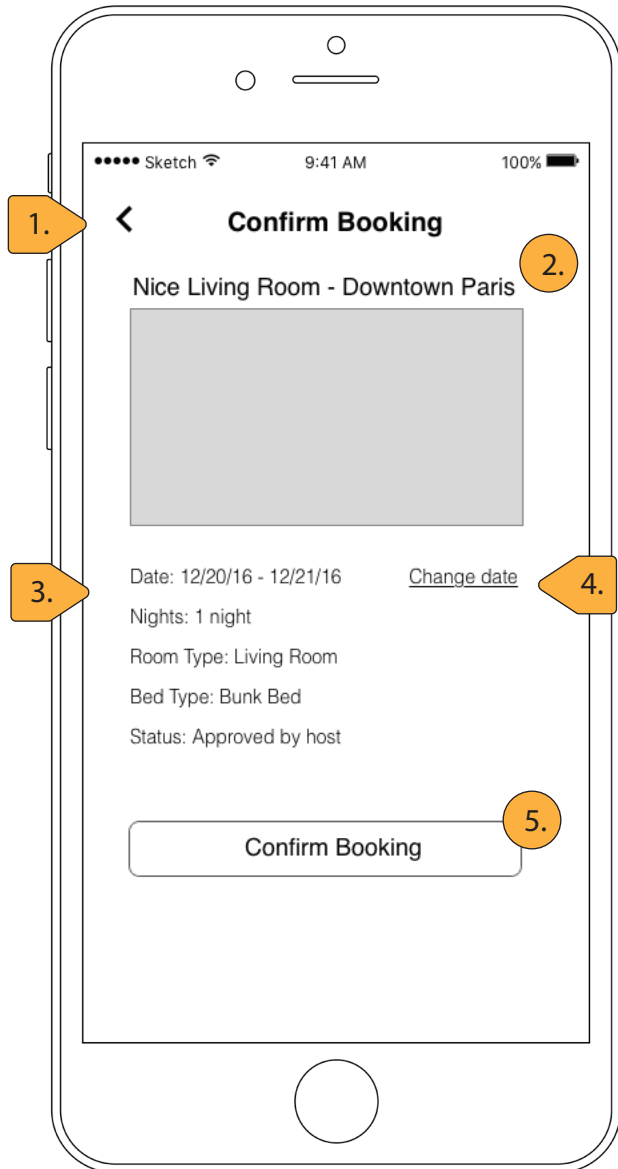 ●●●●● Sketch 9:41 AM 100%
1.
Confirm Booking
2.
Nice Living Room - Downtown Paris
3.
Date: 12/20/16 - 12/21/16 Change date
4.
Nights: 1 night
Room Type: Living Room
Bed Type: Bunk Bed
Status: Approved by host
5.
Confirm Booking